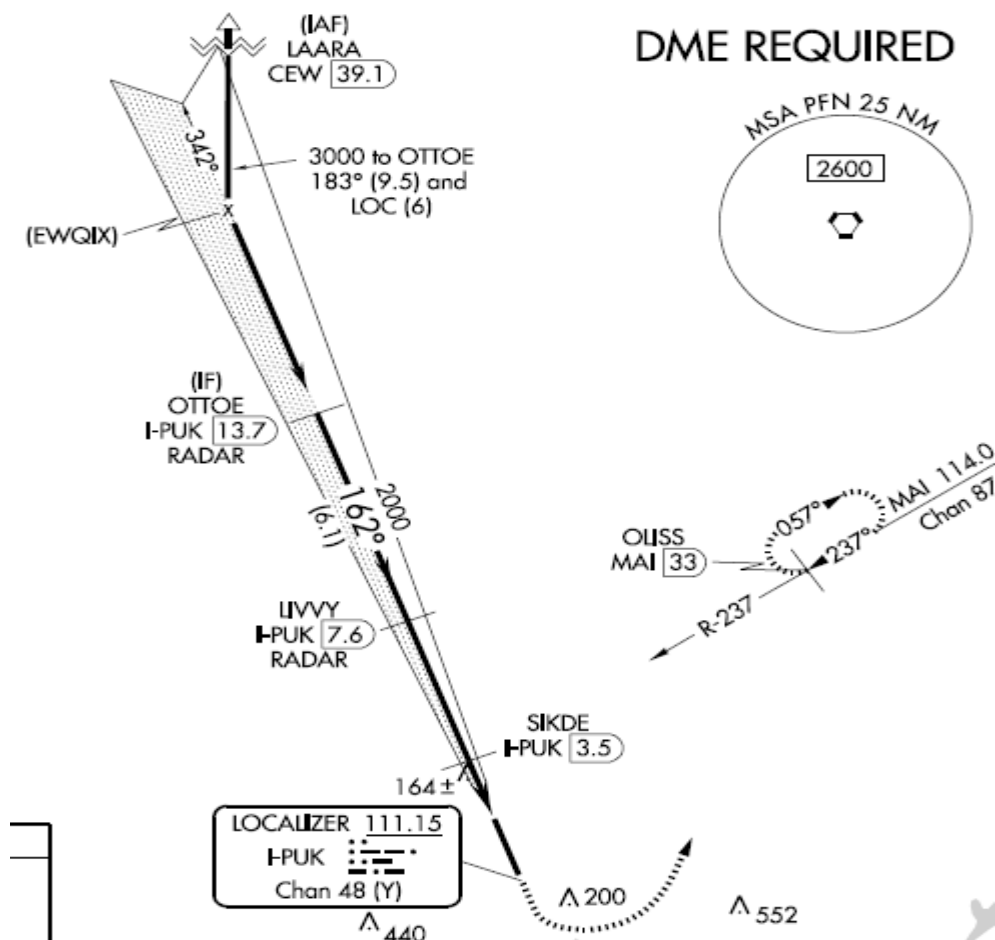 (IAF)
LAARA
CEW 39.1
DME REQUIRED
MSA PFN 25 NM
2600
342°
3000 to OTTOE
183° (9.5) and
LOC (6)
x
(EWQIX)
(IF)
OTTOE
I-PUK 13.7
RADAR
2000
162°
(6.1)
MAI 114.0
Chan 87
057°
237°
OLISS
MAI 33
R-237
LIVVY
I-PUK 7.6
RADAR
SIKDE
I-PUK 3.5
164±
LOCALIZER 111.15
I-PUK
Chan 48 (Y)
200
552
440